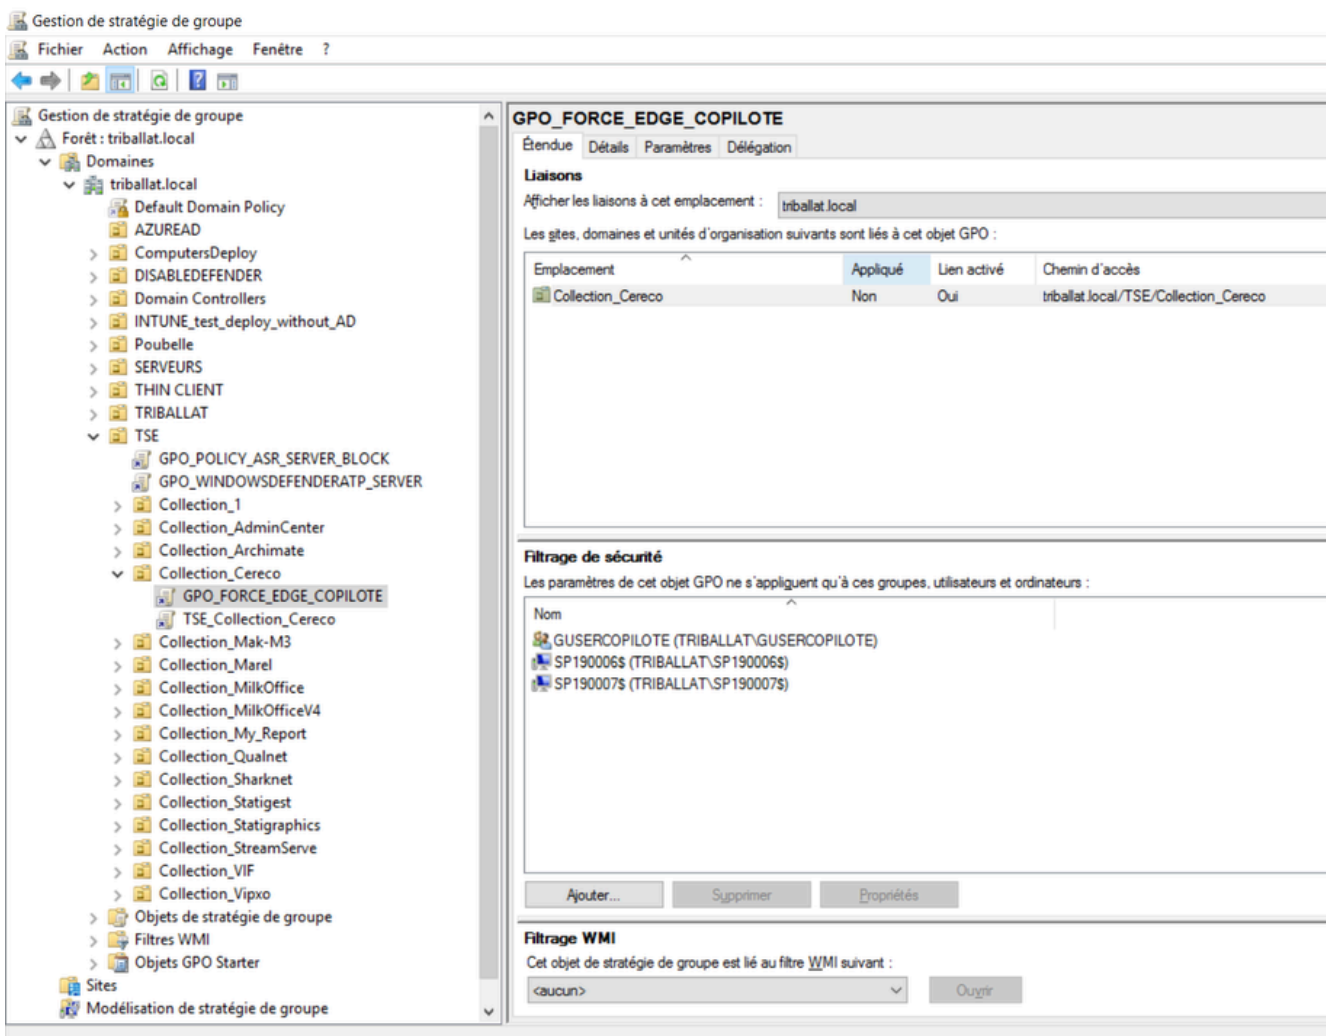 Gestion de stratégie de groupe
Fichier Action Affichage Fenêtre ?
Gestion de stratégie de groupe
Forêt : triballat.local
Domaines
triballat.local
Default Domain Policy
AZUREAD
ComputersDeploy
DISABLEDEFENDER
Domain Controllers
INTUNE_test_deploy_without_AD
Poubelle
SERVEURS
THIN CLIENT
TRIBALLAT
TSE
GPO_POLICY_ASR_SERVER_BLOCK
GPO_WINDOWSDEFENDERATP_SERVER
Collection_1
Collection_AdminCenter
Collection_Archimate
Collection_Cereco
GPO_FORCE_EDGE_COPILOTE
TSE_Collection_Cereco
Collection_Mak-M3
Collection_Marel
Collection_MilkOffice
Collection_MilkOfficeV4
Collection_My_Report
Collection_Qualnet
Collection_Sharknet
Collection_Statigest
Collection_Statigraphics
Collection_StreamServe
Collection_VIF
Collection_Vipxo
Objets de stratégie de groupe
Filtres WMI
Objets GPO Starter
Sites
Modélisation de stratégie de groupe
GPO_FORCE_EDGE_COPILOTE
Étendue Détails Paramètres Délégation
Liaisons
Afficher les liaisons à cet emplacement : triballat.local
Les sites, domaines et unités d'organisation suivants sont liés à cet objet GPO :
Emplacement Appliqué Lien activé Chemin d'accès
Collection_Cereco Non Oui triballat.local/TSE/Collection_Cereco
Filtrage de sécurité
Les paramètres de cet objet GPO ne s'appliquent qu'à ces groupes, utilisateurs et ordinateurs :
Nom
GUSERCOPILOTE (TRIBALLAT\GUSERCOPILOTE)
SP190006$ (TRIBALLAT\SP190006$)
SP190007$ (TRIBALLAT\SP190007$)
Ajouter... Supprimer Propriétés
Filtrage WMI
Cet objet de stratégie de groupe est lié au filtre WMI suivant :
<aucun> Ouvrir